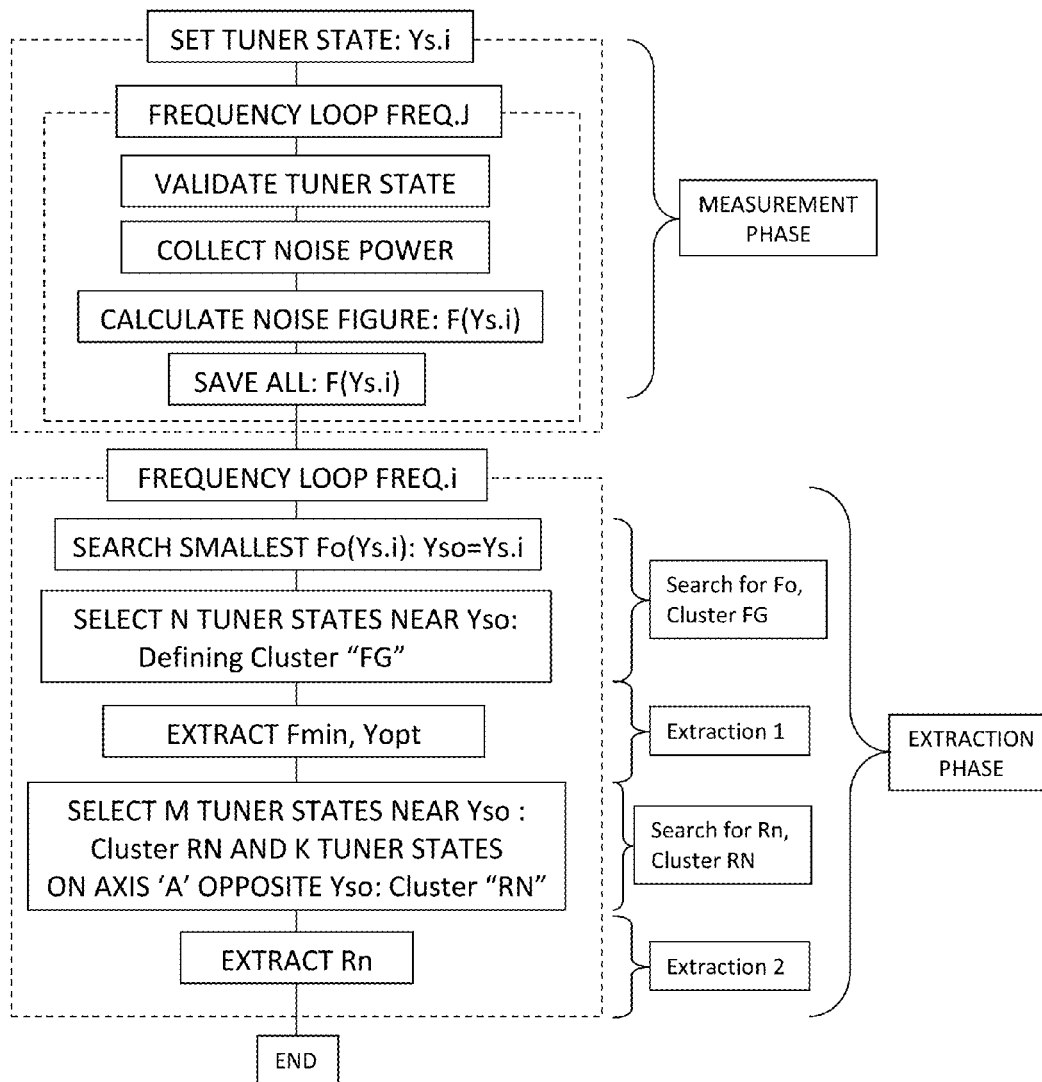 SET TUNER STATE: Ys.i
FREQUENCY LOOP FREQ.J
VALIDATE TUNER STATE
COLLECT NOISE POWER
CALCULATE NOISE FIGURE: F(Ys.i)
SAVE ALL: F(Ys.i)
MEASUREMENT
PHASE
FREQUENCY LOOP FREQ.i
SEARCH SMALLEST Fo(Ys.i): Yso=Ys.i
SELECT N TUNER STATES NEAR Yso:
Defining Cluster “FG”
EXTRACT Fmin, Yopt
SELECT M TUNER STATES NEAR Yso :
Cluster RN AND K TUNER STATES
ON AXIS ‘A’ OPPOSITE Yso: Cluster “RN”
EXTRACT Rn
END
Search for Fo,
Cluster FG
Extraction 1
Search for Rn,
Cluster RN
Extraction 2
EXTRACTION
PHASE